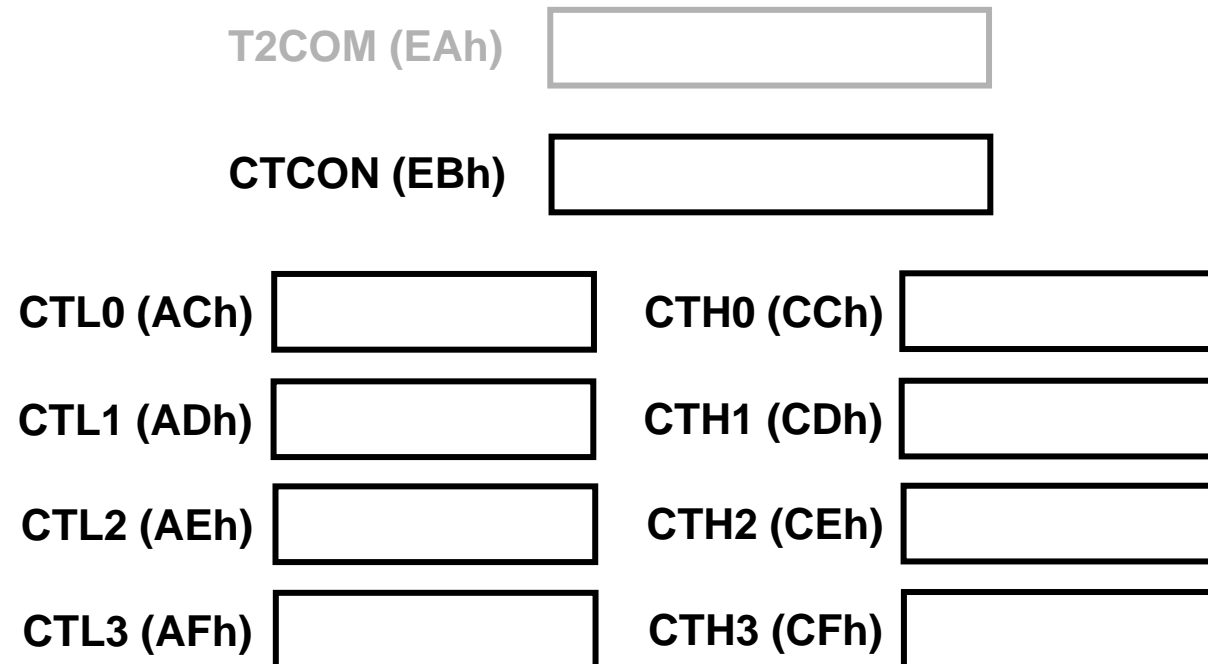 T2COM (EAh)
CTCON (EBh)
CTL0 (ACh) CTH0 (CCh)
CTL1 (ADh) CTH1 (CDh)
CTL2 (AEh) CTH2 (CEh)
CTL3 (AFh) CTH3 (CFh)